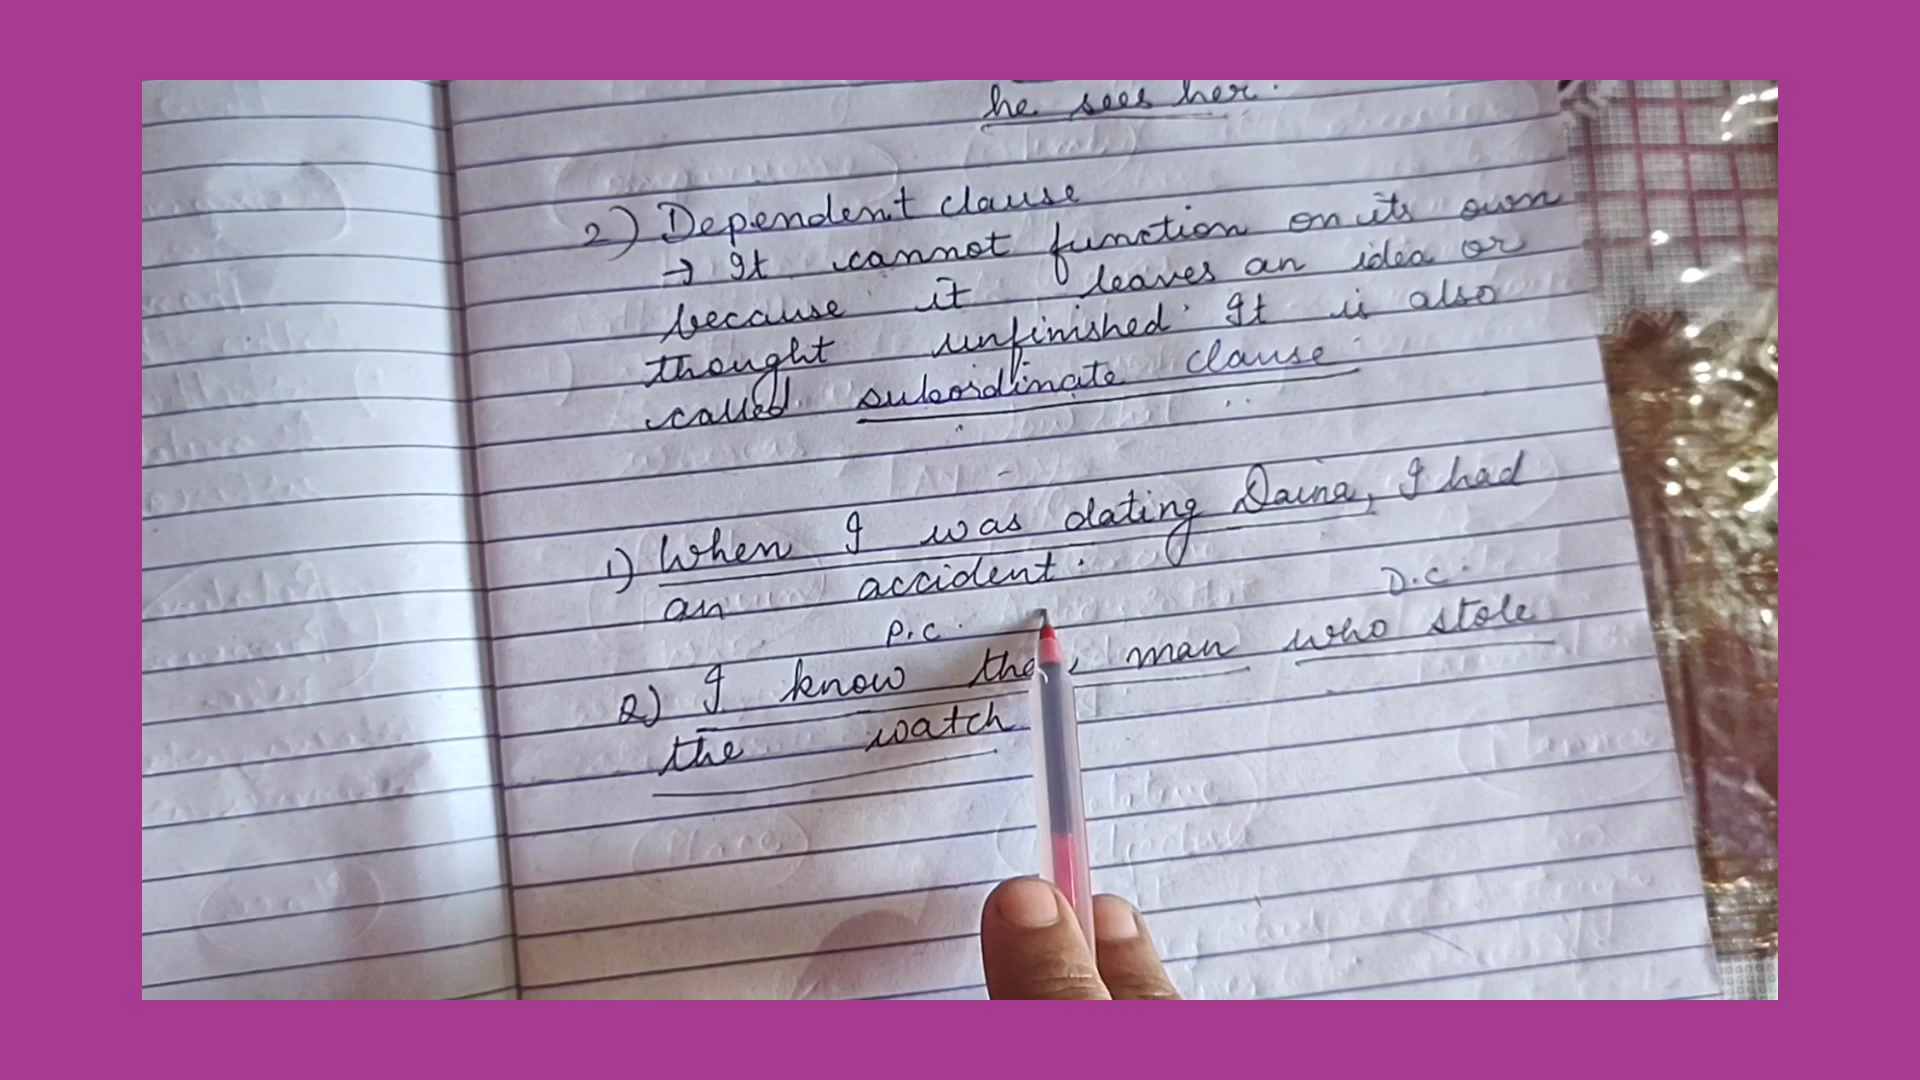 he sees her.
2) Dependent clause
→ It cannot function on its own
because it leaves an idea or
thought unfinished. It is also
called subordinate clause.
1) When I was dating Daina, I had
an accident.
P.C. D.C.
2) I know the, man who stole
the watch